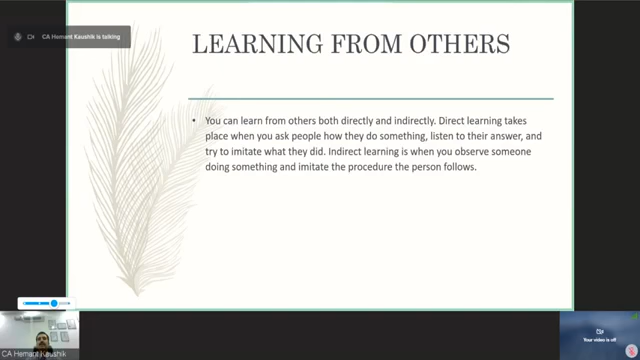 CA Hemant Kaushik is talking
LEARNING FROM OTHERS
• You can learn from others both directly and indirectly. Direct learning takes
place when you ask people how they do something, listen to their answer, and
try to imitate what they did. Indirect learning is when you observe someone
doing something and imitate the procedure the person follows.
CA Hemant Kaushik
Your video is off